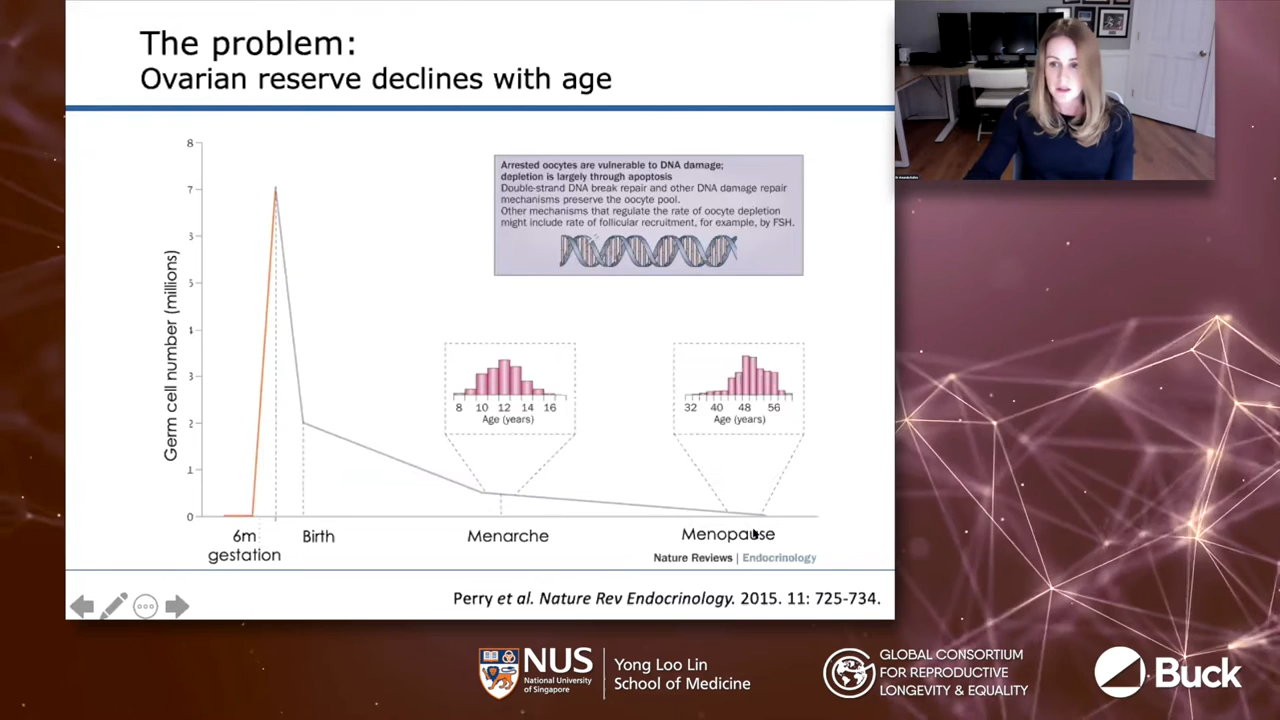 The problem:
Ovarian reserve declines with age
8
7
6
5
4
3
2
1
0
Germ cell number (millions)
Arrested oocytes are vulnerable to DNA damage;
depletion is largely through apoptosis
Double-strand DNA break repair and other DNA damage repair
mechanisms preserve the oocyte pool.
Other mechanisms that regulate the rate of oocyte depletion
might include rate of follicular recruitment, for example, by FSH.
8 10 12 14 16
Age (years)
32 40 48 56
Age (years)
6m
gestation
Birth
Menarche
Menopause
Nature Reviews | Endocrinology
Perry et al. Nature Rev Endocrinology. 2015. 11: 725-734.
NUS
National University
of Singapore
Yong Loo Lin
School of Medicine
GLOBAL CONSORTIUM
FOR REPRODUCTIVE
LONGEVITY & EQUALITY
Buck